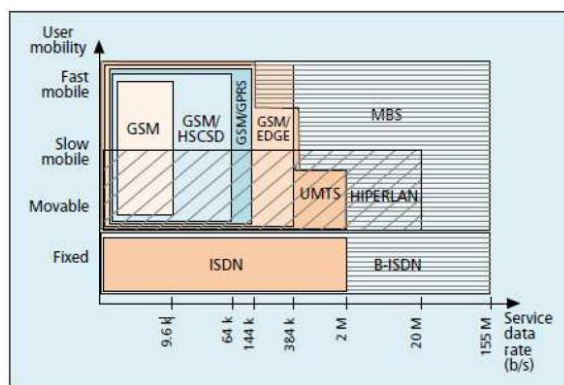 User
mobility
Fast
mobile
Slow
mobile
Movable
Fixed
GSM
GSM/
HSCSD
GSM/GPRS
GSM/
EDGE
MBS
UMTS
HIPERLAN
ISDN
B-ISDN
9.6 k
64 k
144 k
384 k
2 M
20 M
155 M
Service
data
rate
(b/s)